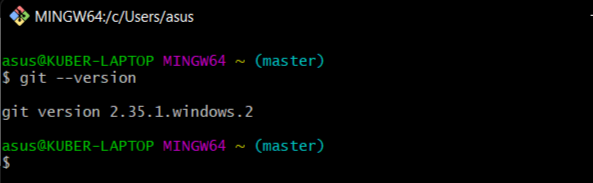 MINGW64:/c/Users/asus
asus@KUBER-LAPTOP MINGW64 ~ (master)
$ git --version
git version 2.35.1.windows.2
asus@KUBER-LAPTOP MINGW64 ~ (master)
$